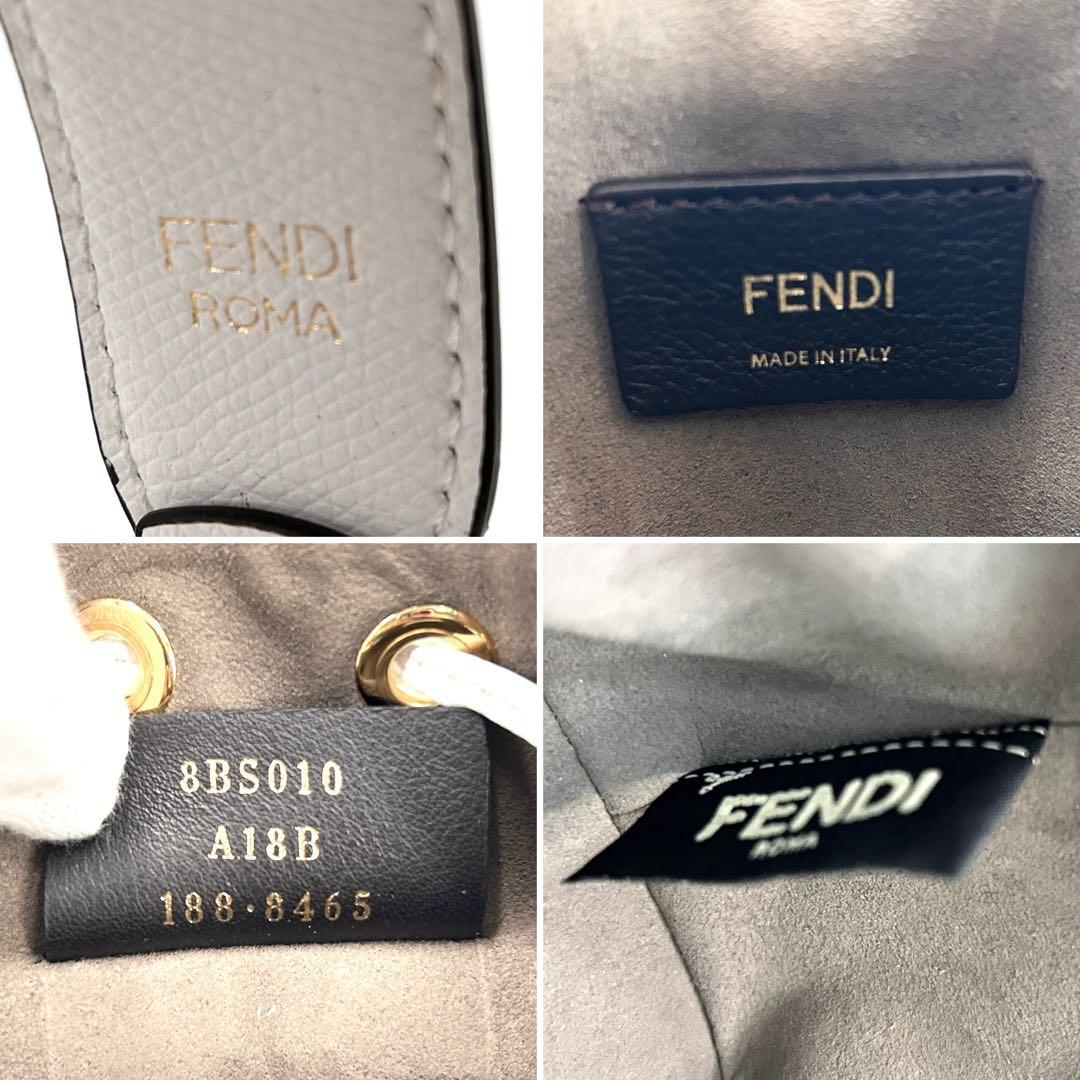 FENDI
ROMA
FENDI
MADE IN ITALY
8BS010
A18B
188·8465
FENDI
ROMA